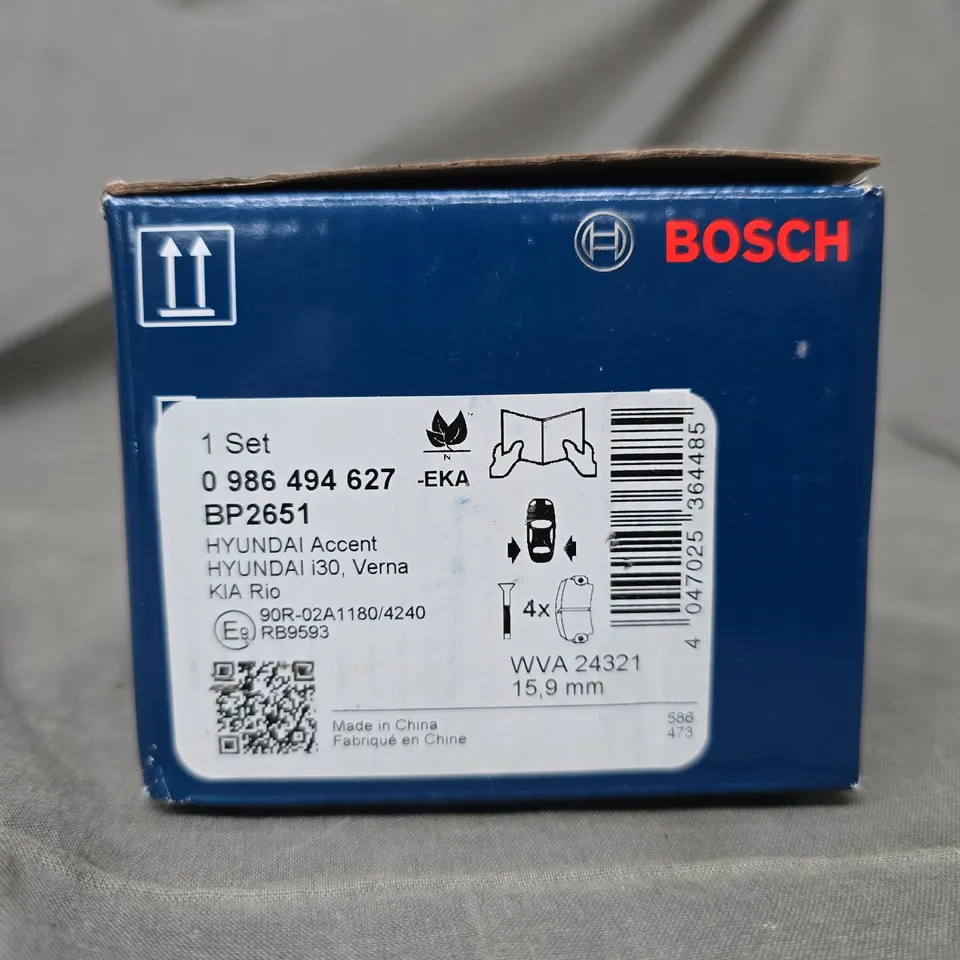 BOSCH
1 Set
N
0 986 494 627 -EKA
BP2651
HYUNDAI Accent
HYUNDAI i30, Verna
KIA Rio
E9 90R-02A1180/4240
RB9593
4x
WVA 24321
15,9 mm
Made in China
Fabriqué en Chine
586
473
4 047025 364485